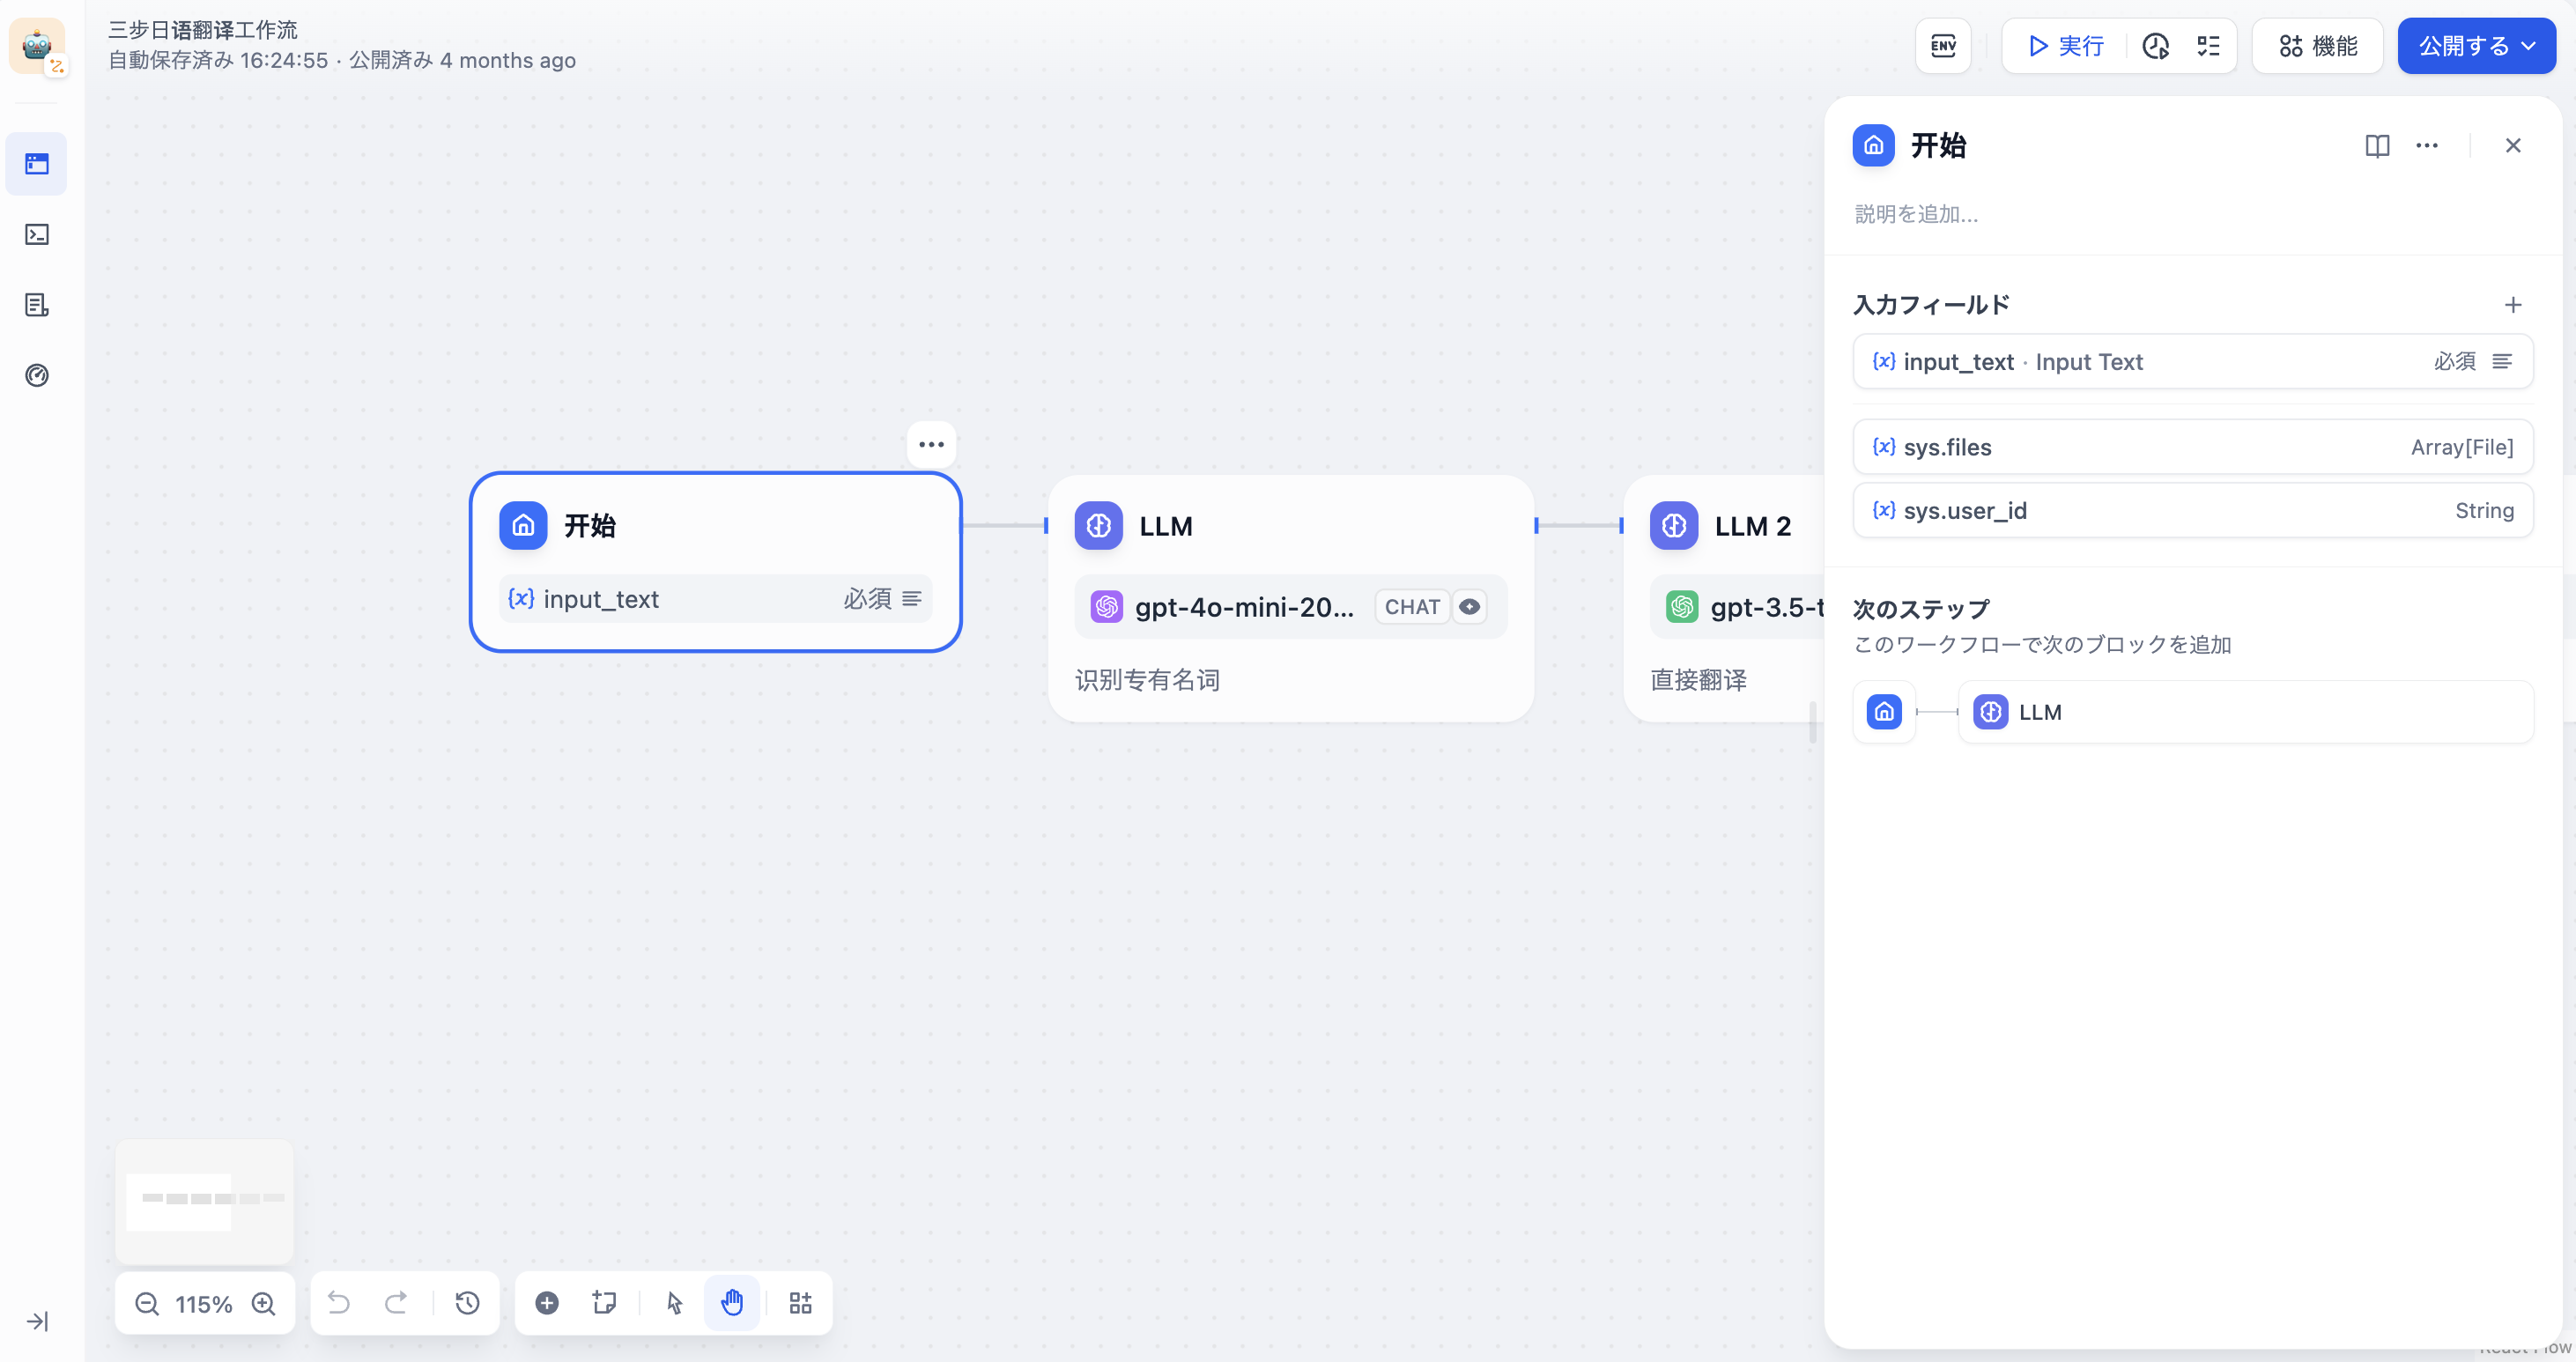 三步日语翻译工作流
自動保存済み 16:24:55 · 公開済み 4 months ago
ENV
実行
機能
公開する
开始
説明を追加...
入力フィールド
{x} input_text · Input Text 必須
{x} sys.files Array[File]
{x} sys.user_id String
次のステップ
このワークフローで次のブロックを追加
LLM
开始
{x} input_text 必須
LLM
gpt-4o-mini-20... CHAT
识别专有名词
LLM 2
gpt-3.5-t
直接翻译
115%
React Flow